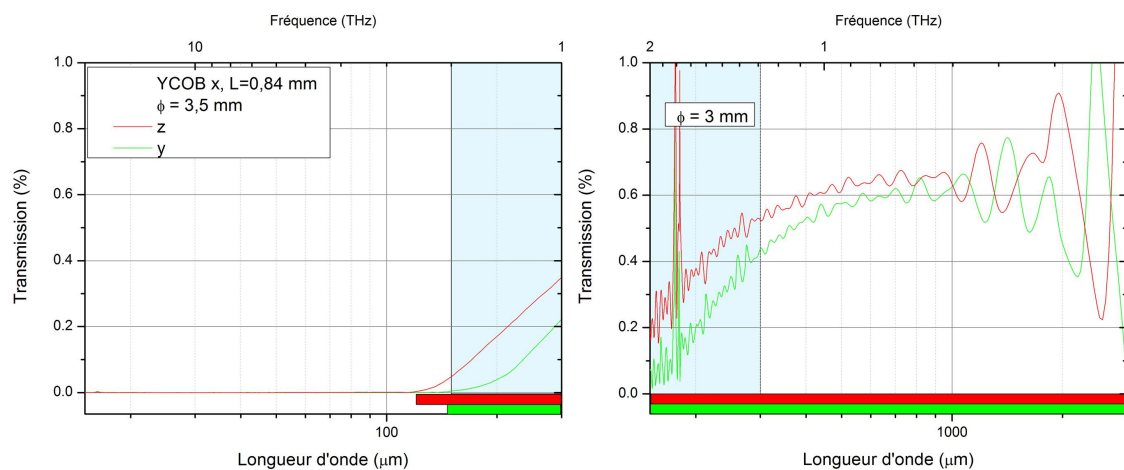 Fréquence (THz)
10
1
1.0
0.8
0.6
0.4
0.2
0.0
Transmission (%)
YCOB x, L=0,84 mm
ϕ = 3,5 mm
z
y
100
Longueur d'onde (μm)
Fréquence (THz)
2
1
1.0
0.8
0.6
0.4
0.2
0.0
Transmission (%)
ϕ = 3 mm
1000
Longueur d'onde (μm)